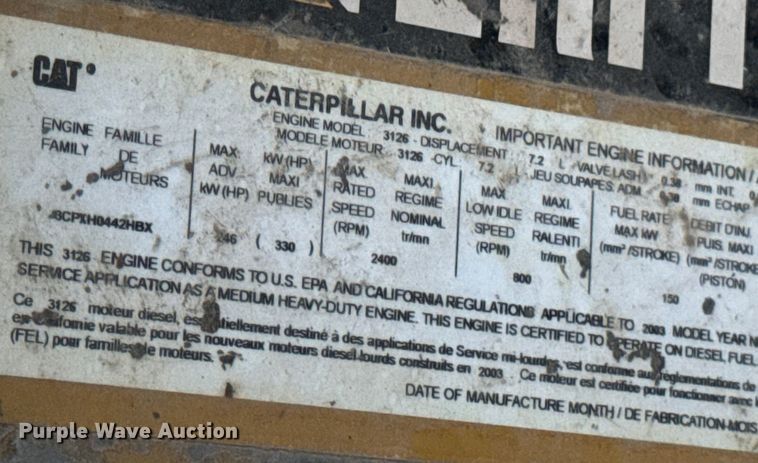 CAT
CATERPILLAR INC. IMPORTANT ENGINE INFORMATION /
ENGINE MODEL 3126 - DISPLACEMENT 7.2 L VALVE LASH 0.38 mm INT.
MODELE MOTEUR 3126 -CYL. 7.2 L JEU SOUPAPES ADM mm ECHAP
ENGINE FAMILLE
FAMILY DE
MOTEURS
CPXH0442HBX
MAX kW (HP)
ADV MAXI
kW (HP) PUBLIES
246 ( 330 )
MAX MAXI
RATED REGIME
SPEED NOMINAL
(RPM) tr/mn
2400
MAX MAXI.
LOW IDLE REGIME
SPEED RALENTI
(RPM) tr/mn
800
FUEL RATE DEBIT D'INJ.
MAX KW PUIS. MAXI
(mm³/STROKE) (mm³/STROKE
(PISTON)
150
THIS 3126 ENGINE CONFORMS TO U.S. EPA AND CALIFORNIA REGULATIONS APPLICABLE TO 2003 MODEL YEAR
SERVICE APPLICATION AS A MEDIUM HEAVY-DUTY ENGINE. THIS ENGINE IS CERTIFIED TO OPERATE ON DIESEL FUEL
Ce 3126 moteur diesel, essentiellement destiné à des applications de Service mi-lourdes, est conforme aux réglementations de
Californie valable pour les nouveaux moteurs diesel lourds construits en 2003 Ce moteur est certifiée pour fonctionner avec
(FEL) pour familles de moteurs.
DATE OF MANUFACTURE MONTH / DE FABRICATION-MOIS
Purple Wave Auction